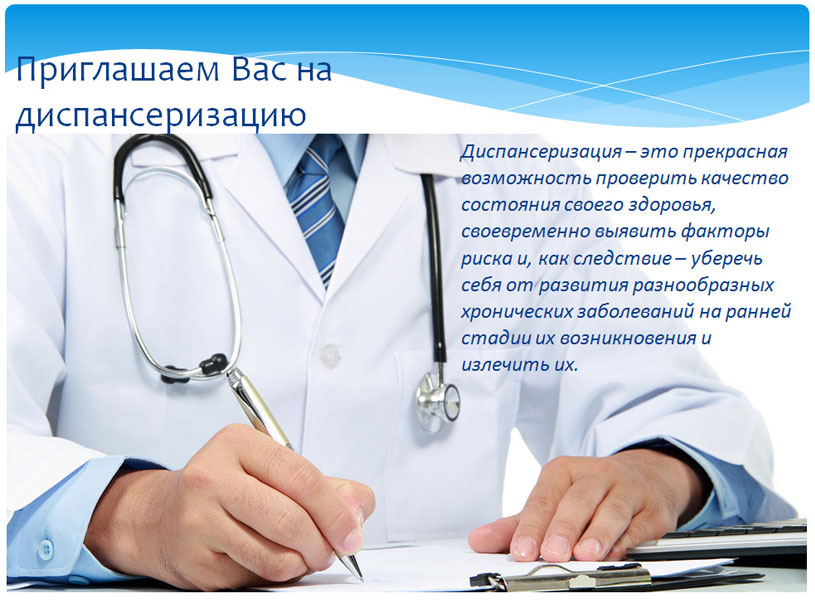 Приглашаем Вас на
диспансеризацию
Диспансеризация – это прекрасная
возможность проверить качество
состояния своего здоровья,
своевременно выявить факторы
риска и, как следствие – уберечь
себя от развития разнообразных
хронических заболеваний на ранней
стадии их возникновения и
излечить их.